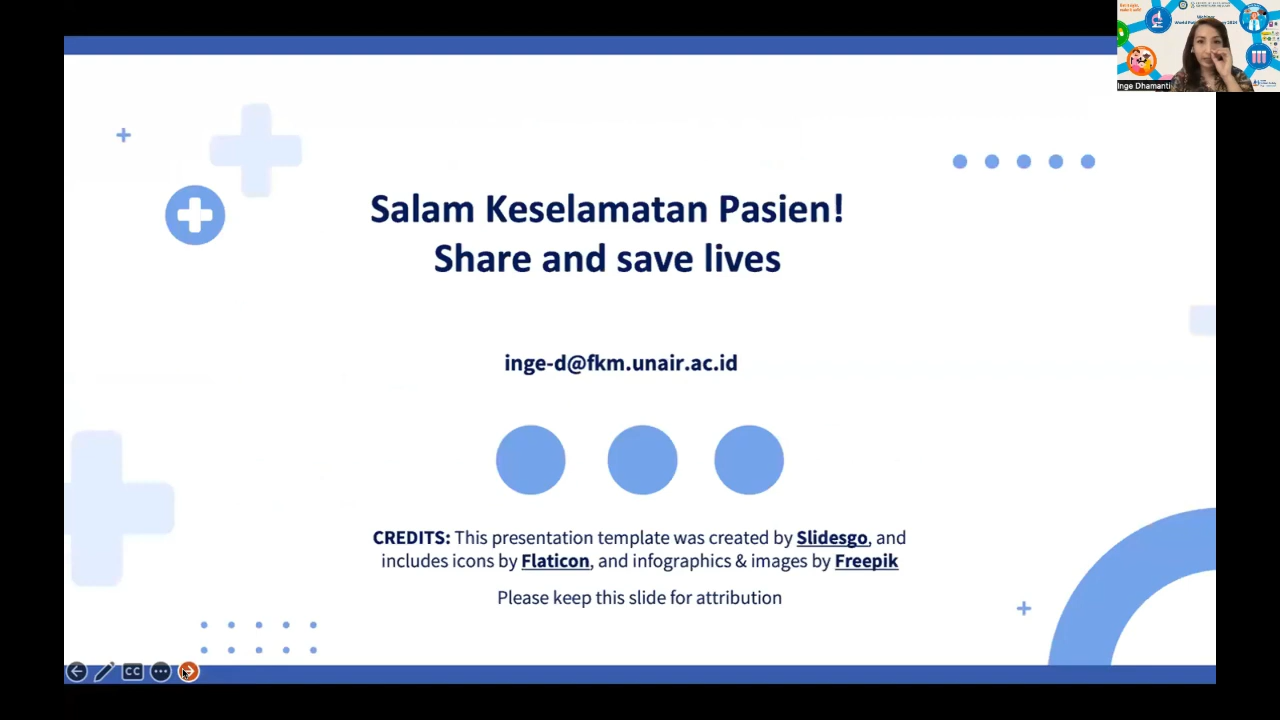 Salam Keselamatan Pasien!
Share and save lives
inge-d@fkm.unair.ac.id
CREDITS: This presentation template was created by Slidesgo, and
includes icons by Flaticon, and infographics & images by Freepik
Please keep this slide for attribution
CC
Webinar
Inge Dhamanti